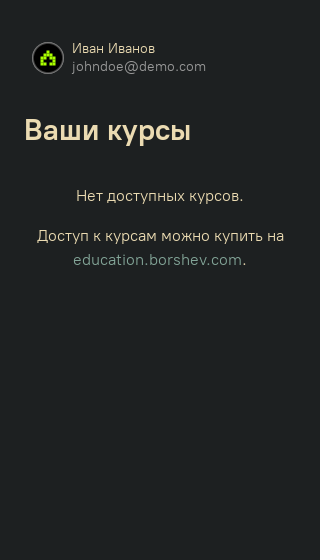 Иван Иванов
johndoe@demo.com
Ваши курсы
Нет доступных курсов.
Доступ к курсам можно купить на
education.borshev.com.